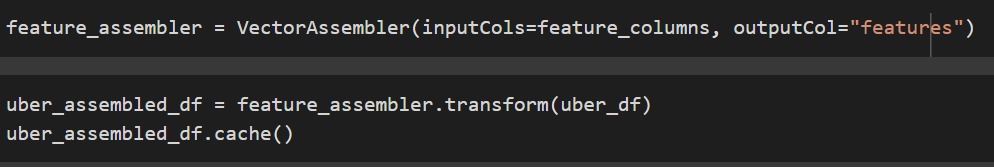 feature_assembler = VectorAssembler(inputCols=feature_columns, outputCol="features")
uber_assembled_df = feature_assembler.transform(uber_df)
uber_assembled_df.cache()